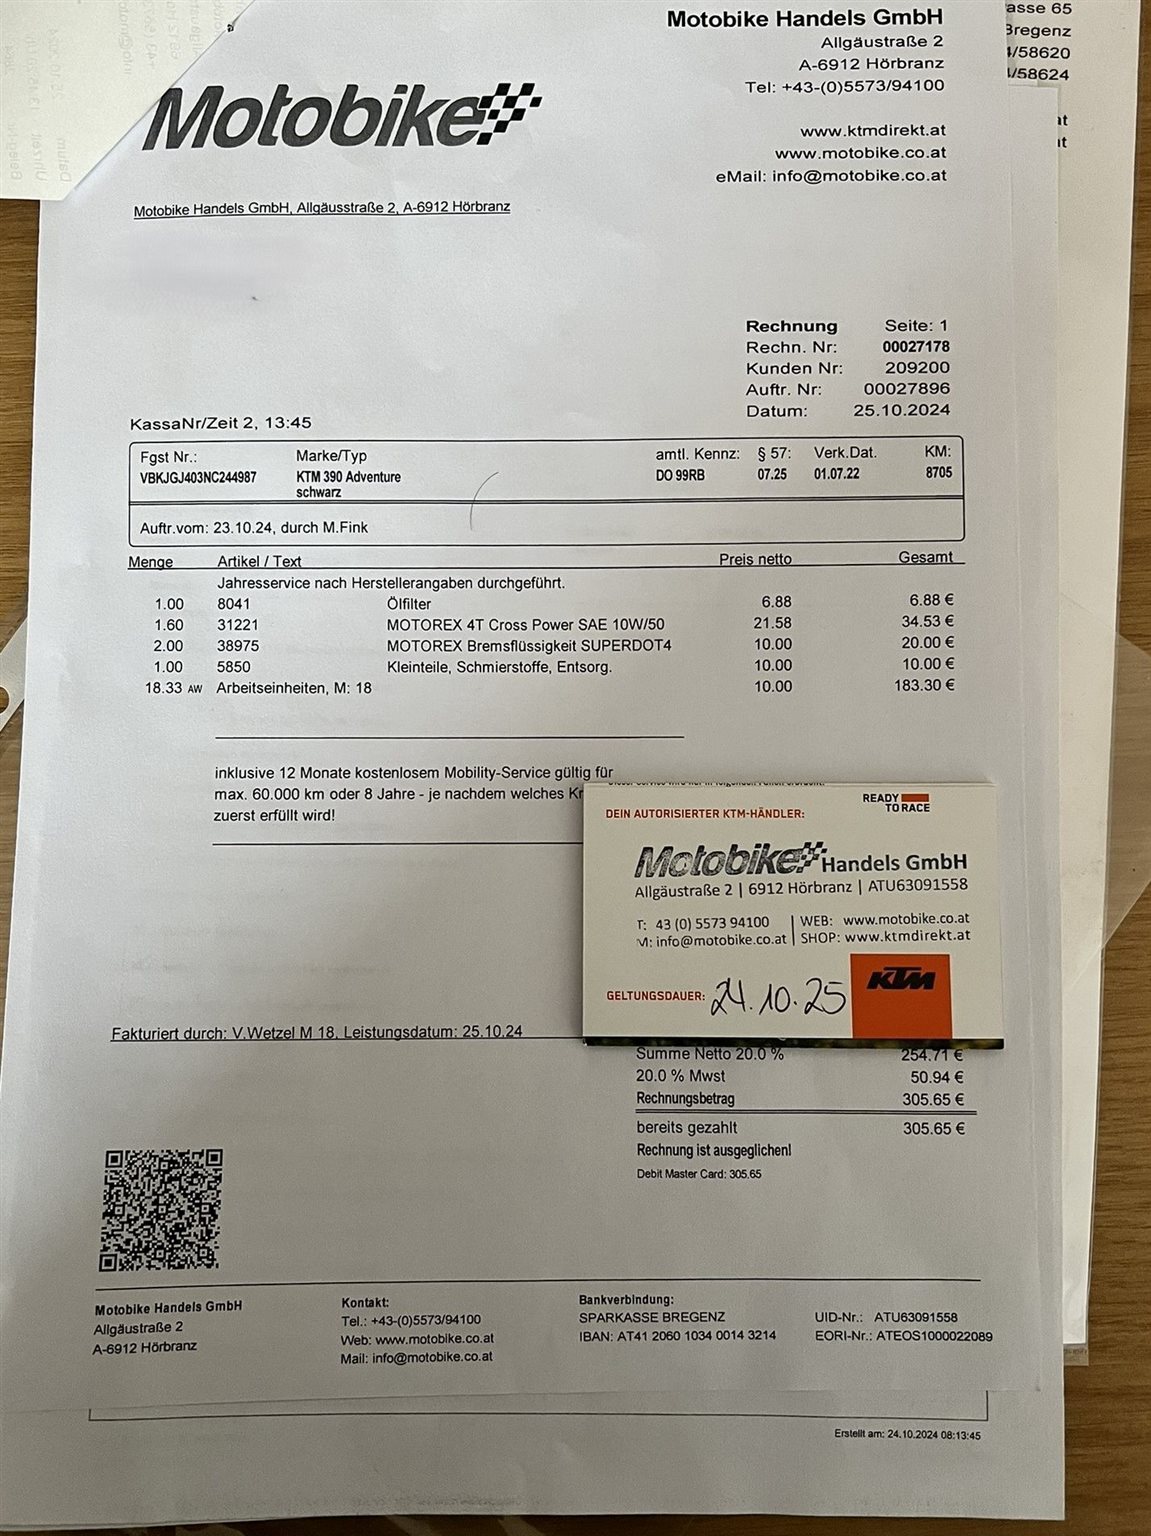 Motobike Handels GmbH
Allgäustraße 2
A-6912 Hörbranz
Tel: +43-(0)5573/94100
www.ktmdirekt.at
www.motobike.co.at
eMail: info@motobike.co.at
asse 65
Bregenz
/58620
/58624
at
Motobike
Motobike Handels GmbH, Allgäusstraße 2, A-6912 Hörbranz
Rechnung Seite: 1
Rechn. Nr: 00027178
Kunden Nr: 209200
Auftr. Nr: 00027896
Datum: 25.10.2024
KassaNr/Zeit 2, 13:45
Fgst Nr.: Marke/Typ amtl. Kennz: § 57: Verk.Dat. KM:
VBKJGJ403NC244987 KTM 390 Adventure DO 99RB 07.25 01.07.22 8705
schwarz
Auftr.vom: 23.10.24, durch M.Fink
Menge Artikel / Text Preis netto Gesamt
Jahresservice nach Herstellerangaben durchgeführt.
1.00 8041 Ölfilter 6.88 6.88 €
1.60 31221 MOTOREX 4T Cross Power SAE 10W/50 21.58 34.53 €
2.00 38975 MOTOREX Bremsflüssigkeit SUPERDOT4 10.00 20.00 €
1.00 5850 Kleinteile, Schmierstoffe, Entsorg. 10.00 10.00 €
18.33 AW Arbeitseinheiten, M: 18 10.00 183.30 €
inklusive 12 Monate kostenlosem Mobility-Service gültig für
max. 60.000 km oder 8 Jahre - je nachdem welches Kr
zuerst erfüllt wird!
DEIN AUTORISIERTER KTM-HÄNDLER:
READY
TO RACE
Motobike Handels GmbH
Allgäustraße 2 | 6912 Hörbranz | ATU63091558
T: 43 (0) 5573 94100 | WEB: www.motobike.co.at
M: info@motobike.co.at | SHOP: www.ktmdirekt.at
GELTUNGSDAUER: 24.10.25
KTM
Fakturiert durch: V.Wetzel M 18, Leistungsdatum: 25.10.24
Summe Netto 20.0 % 254.71 €
20.0 % Mwst 50.94 €
Rechnungsbetrag 305.65 €
bereits gezahlt 305.65 €
Rechnung ist ausgeglichen!
Debit Master Card: 305.65
Motobike Handels GmbH
Allgäustraße 2
A-6912 Hörbranz
Kontakt:
Tel.: +43-(0)5573/94100
Web: www.motobike.co.at
Mail: info@motobike.co.at
Bankverbindung:
SPARKASSE BREGENZ
IBAN: AT41 2060 1034 0014 3214
UID-Nr.: ATU63091558
EORI-Nr.: ATEOS1000022089
Erstellt am: 24.10.2024 08:13:45